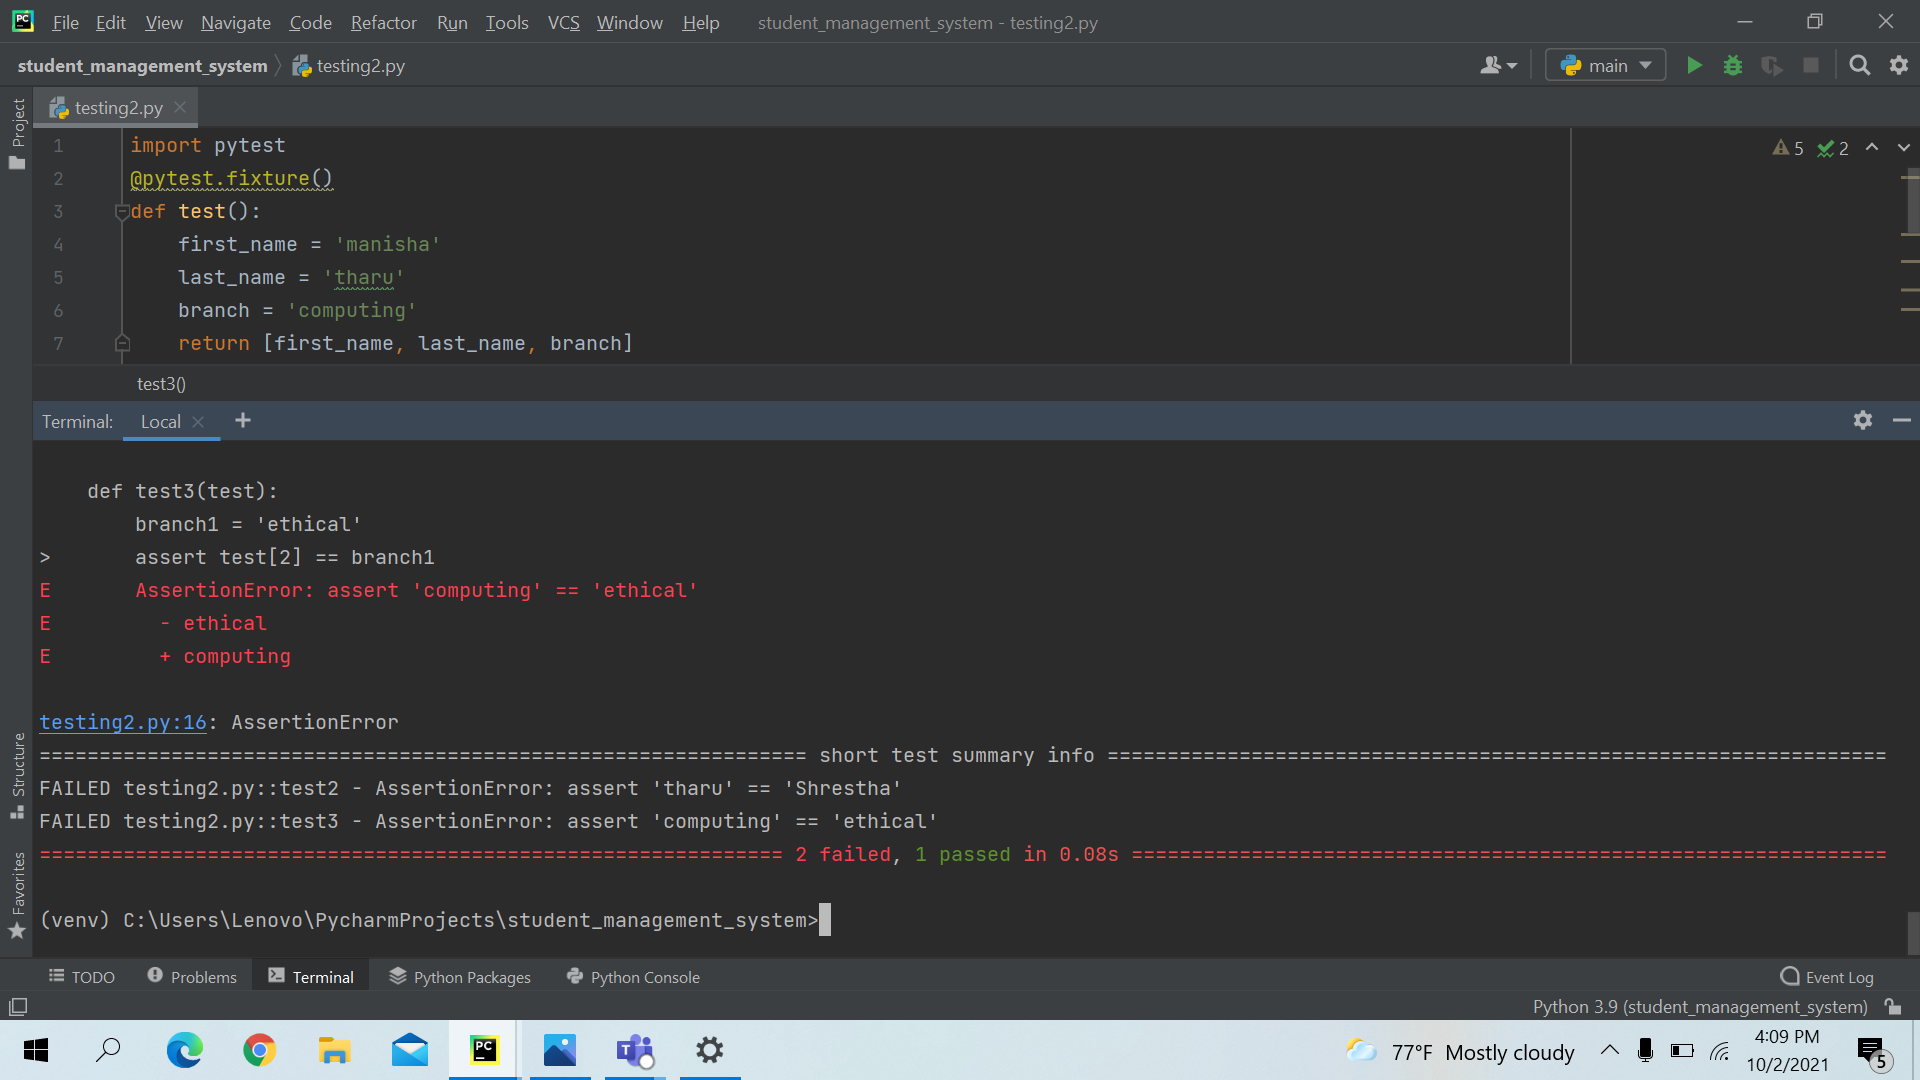 PC File Edit View Navigate Code Refactor Run Tools VCS Window Help student_management_system - testing2.py
student_management_system testing2.py main
Project
testing2.py
1 import pytest
2 @pytest.fixture()
3 def test():
4 first_name = 'manisha'
5 last_name = 'tharu'
6 branch = 'computing'
7 return [first_name, last_name, branch]
5 2
test3()
Terminal: Local +
def test3(test):
branch1 = 'ethical'
> assert test[2] == branch1
E AssertionError: assert 'computing' == 'ethical'
E - ethical
E + computing
testing2.py:16: AssertionError
================================================================ short test summary info =================================================================
FAILED testing2.py::test2 - AssertionError: assert 'tharu' == 'Shrestha'
FAILED testing2.py::test3 - AssertionError: assert 'computing' == 'ethical'
============================================================== 2 failed, 1 passed in 0.08s ===============================================================
(venv) C:\Users\Lenovo\PycharmProjects\student_management_system>
Structure
Favorites
TODO Problems Terminal Python Packages Python Console Event Log
Python 3.9 (student_management_system)
PC T 77°F Mostly cloudy 4:09 PM
10/2/2021 5